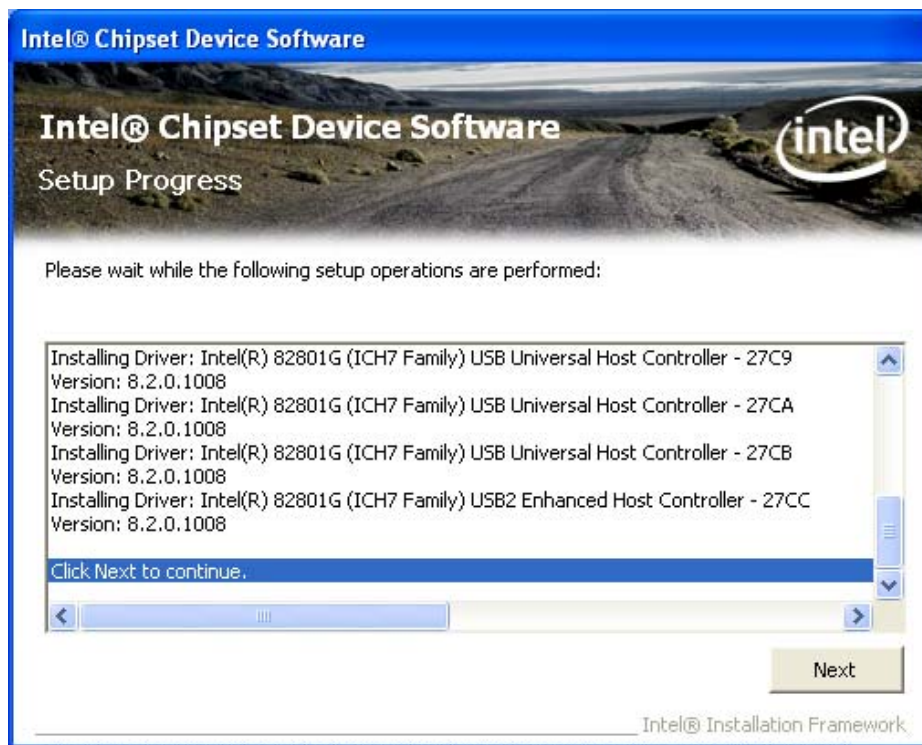 Intel® Chipset Device Software
Intel® Chipset Device Software
intel
Setup Progress
Please wait while the following setup operations are performed:
Installing Driver: Intel(R) 82801G (ICH7 Family) USB Universal Host Controller - 27C9
Version: 8.2.0.1008
Installing Driver: Intel(R) 82801G (ICH7 Family) USB Universal Host Controller - 27CA
Version: 8.2.0.1008
Installing Driver: Intel(R) 82801G (ICH7 Family) USB Universal Host Controller - 27CB
Version: 8.2.0.1008
Installing Driver: Intel(R) 82801G (ICH7 Family) USB2 Enhanced Host Controller - 27CC
Version: 8.2.0.1008
Click Next to continue.
Next
Intel® Installation Framework